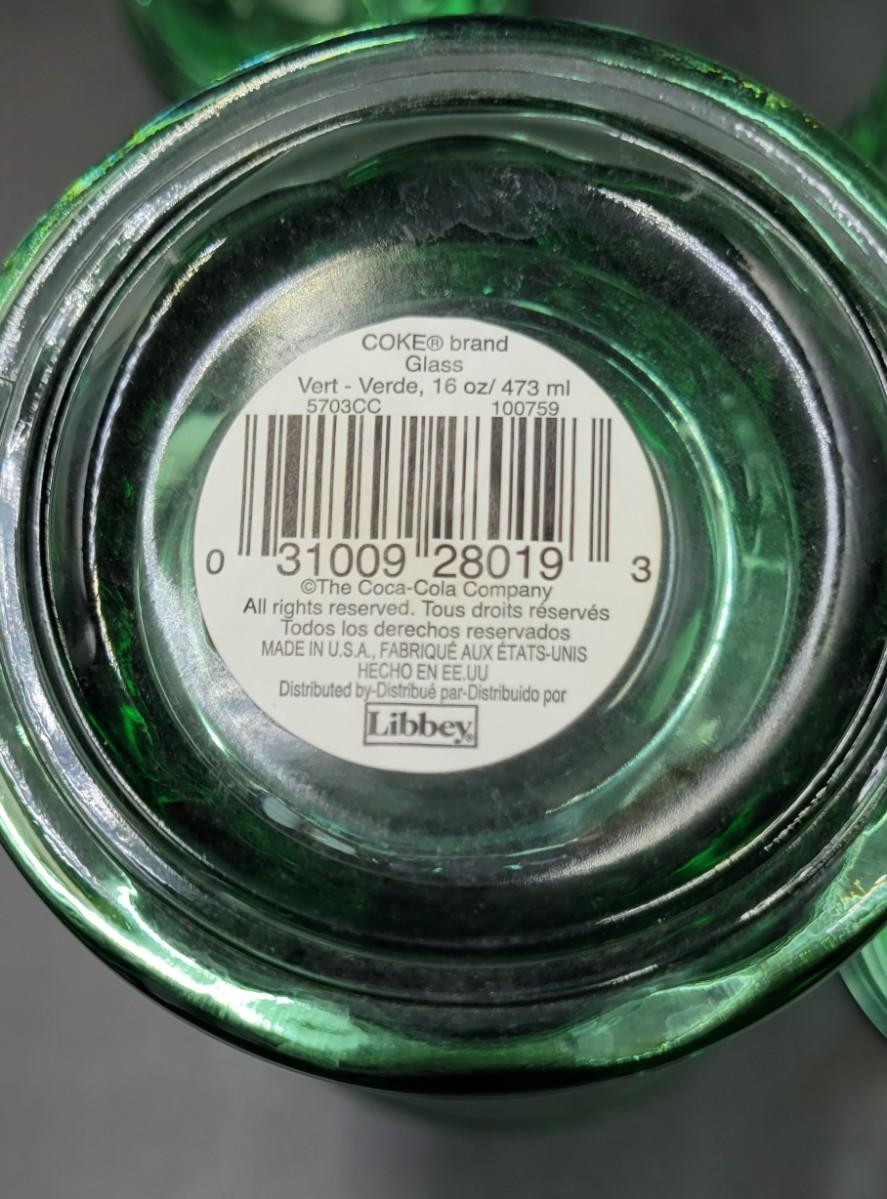 COKE® brand
Glass
Vert - Verde, 16 oz/ 473 ml
5703CC 100759
0 31009 28019 3
©The Coca-Cola Company
All rights reserved. Tous droits réservés
Todos los derechos reservados
MADE IN U.S.A., FABRIQUÉ AUX ÉTATS-UNIS
HECHO EN EE.UU
Distributed by-Distribué par-Distribuido por
Libbey®